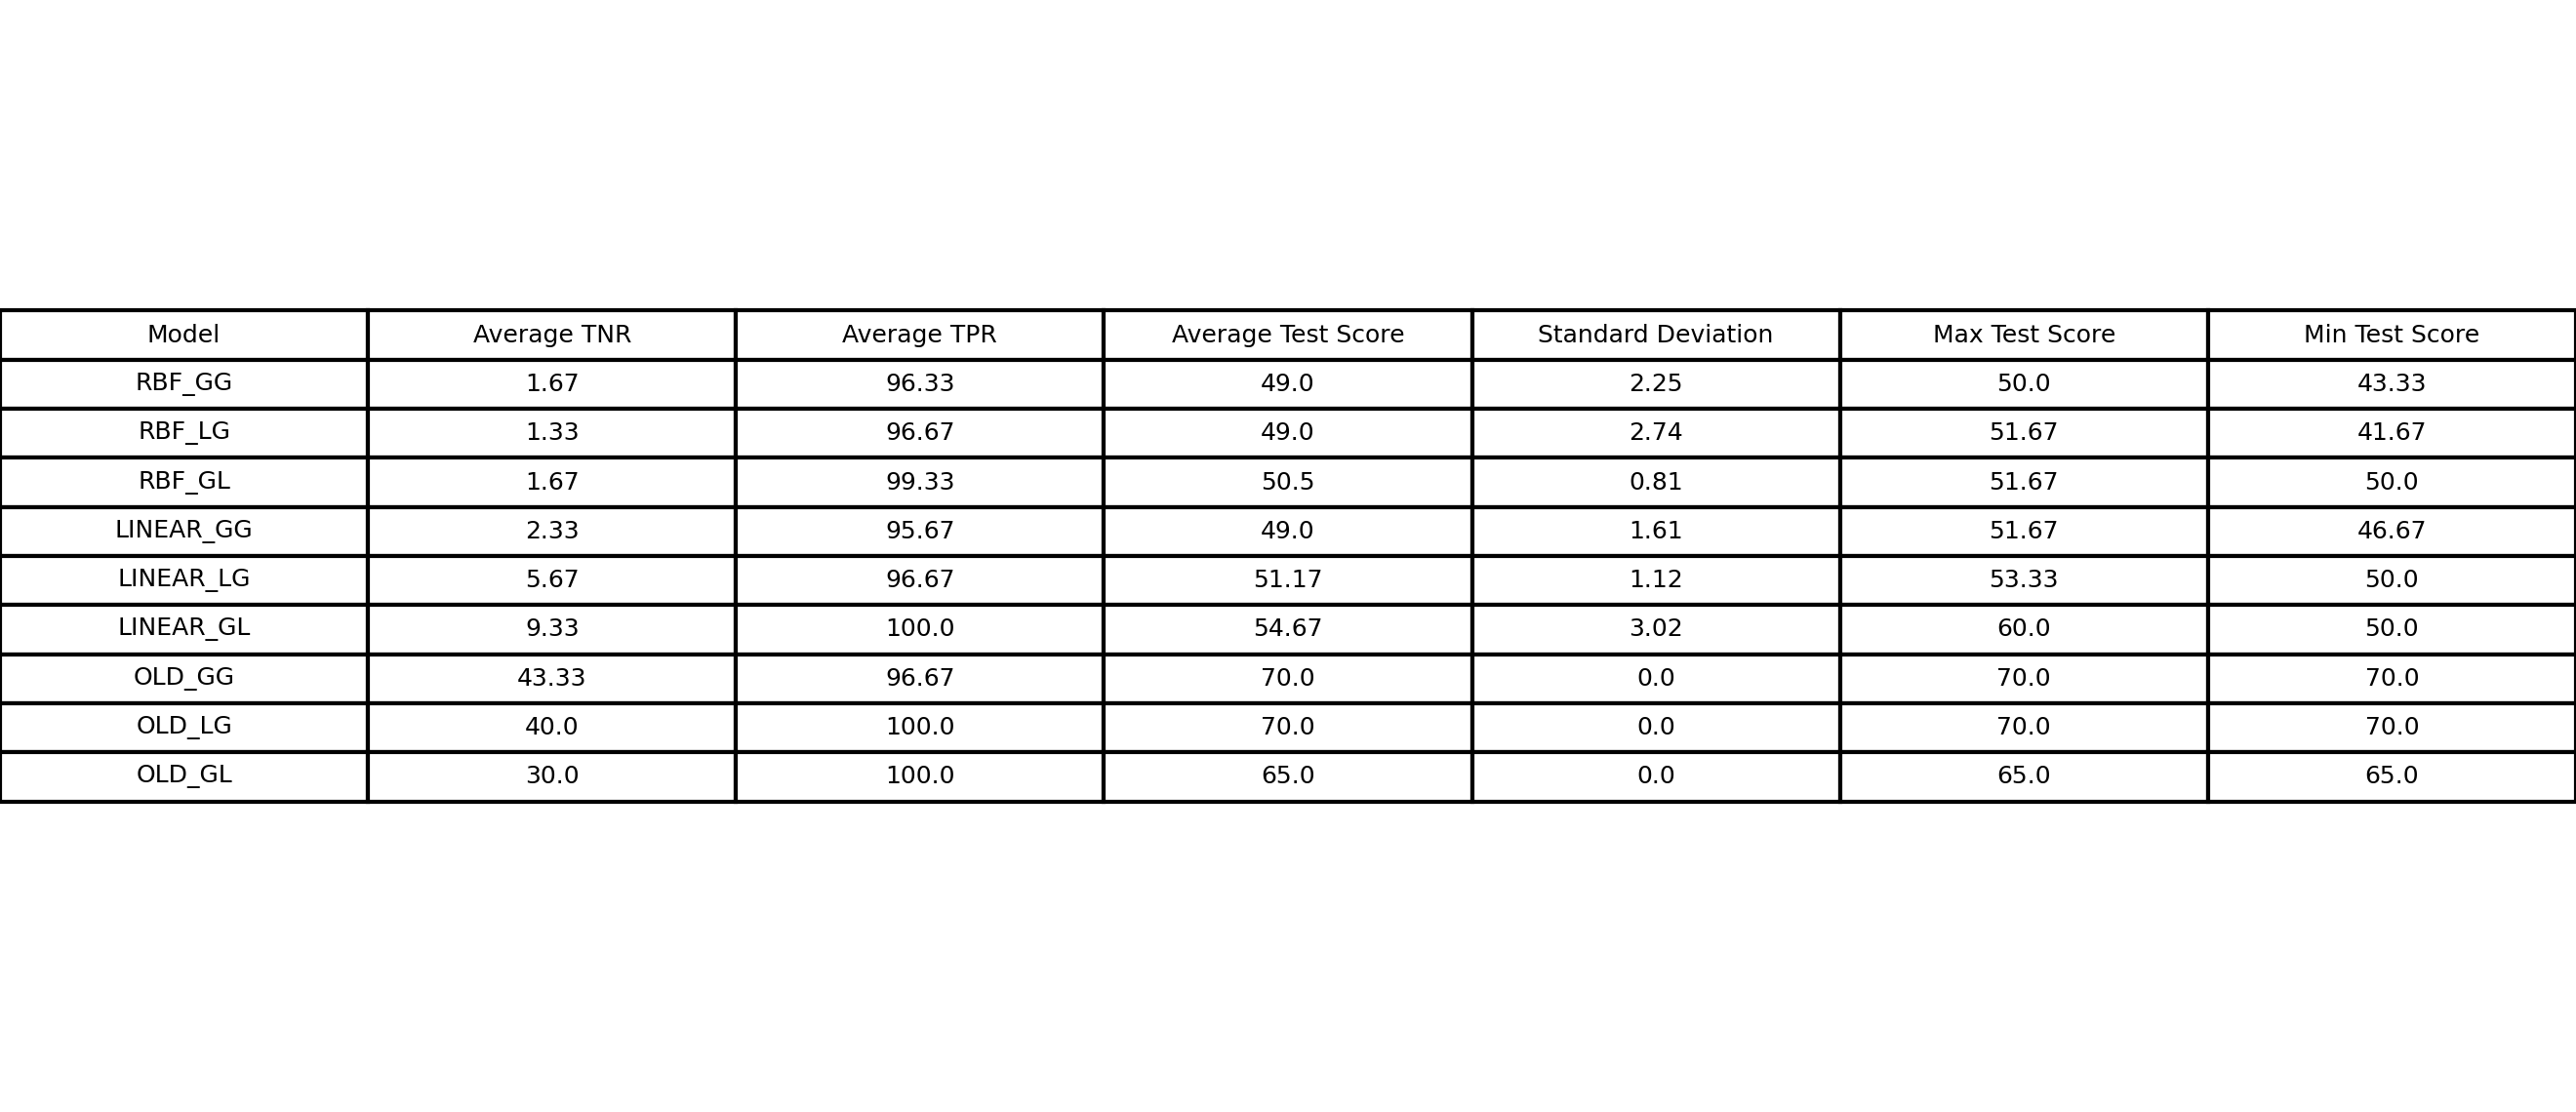 Model Average TNR Average TPR Average Test Score Standard Deviation Max Test Score Min Test Score
RBF_GG 1.67 96.33 49.0 2.25 50.0 43.33
RBF_LG 1.33 96.67 49.0 2.74 51.67 41.67
RBF_GL 1.67 99.33 50.5 0.81 51.67 50.0
LINEAR_GG 2.33 95.67 49.0 1.61 51.67 46.67
LINEAR_LG 5.67 96.67 51.17 1.12 53.33 50.0
LINEAR_GL 9.33 100.0 54.67 3.02 60.0 50.0
OLD_GG 43.33 96.67 70.0 0.0 70.0 70.0
OLD_LG 40.0 100.0 70.0 0.0 70.0 70.0
OLD_GL 30.0 100.0 65.0 0.0 65.0 65.0